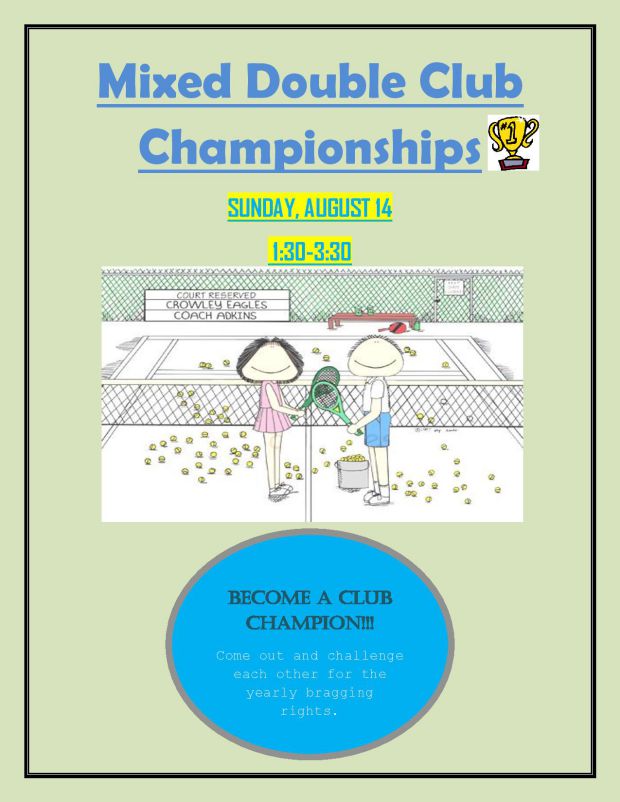 Mixed Double Club
Championships
#1
SUNDAY, AUGUST 14
1:30-3:30
COURT RESERVED
CROWLEY EAGLES
COACH ADKINS
BECOME A CLUB
CHAMPION!!!
Come out and challenge
each other for the
yearly bragging
rights.